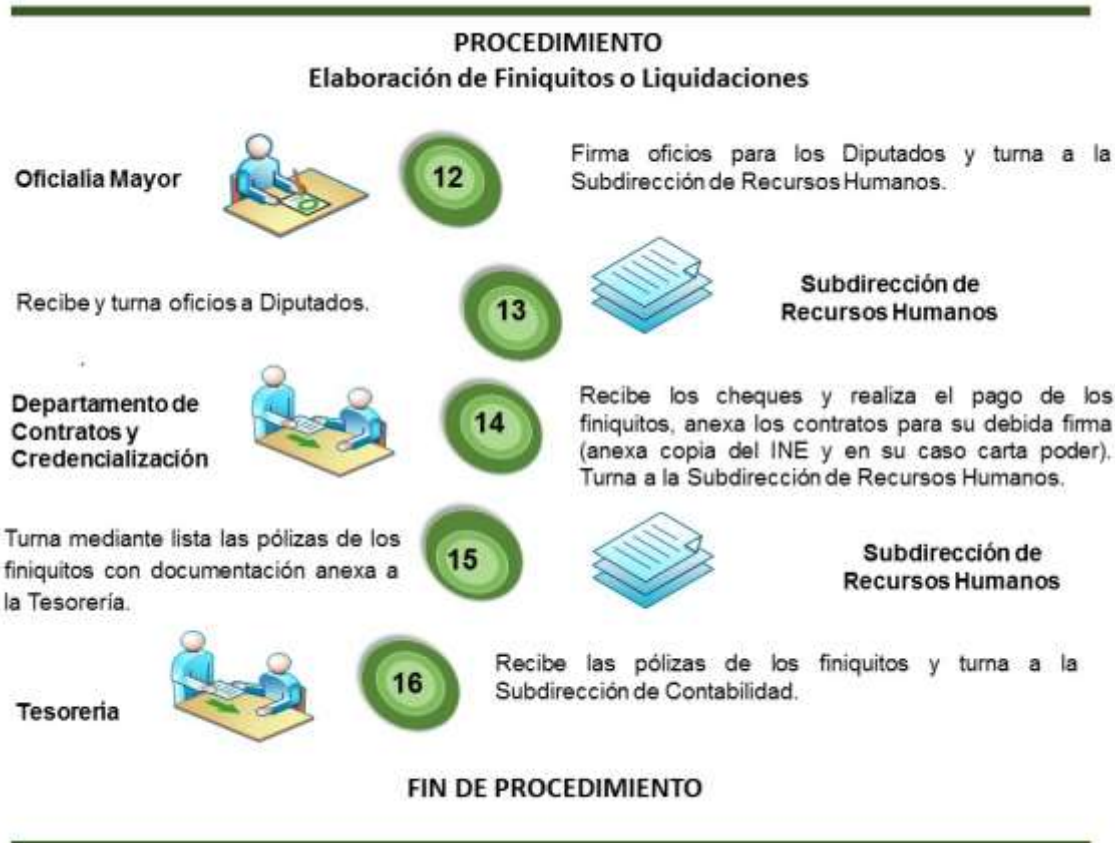 PROCEDIMIENTO
Elaboración de Finiquitos o Liquidaciones
Oficialía Mayor
12
Firma oficios para los Diputados y turna a la
Subdirección de Recursos Humanos.
Recibe y turna oficios a Diputados.
13
Subdirección de
Recursos Humanos
Departamento de
Contratos y
Credencialización
14
Recibe los cheques y realiza el pago de los
finiquitos, anexa los contratos para su debida firma
(anexa copia del INE y en su caso carta poder).
Turna a la Subdirección de Recursos Humanos.
Turna mediante lista las pólizas de los
finiquitos con documentación anexa a
la Tesorería.
15
Subdirección de
Recursos Humanos
Tesoreria
16
Recibe las pólizas de los finiquitos y turna a la
Subdirección de Contabilidad.
FIN DE PROCEDIMIENTO